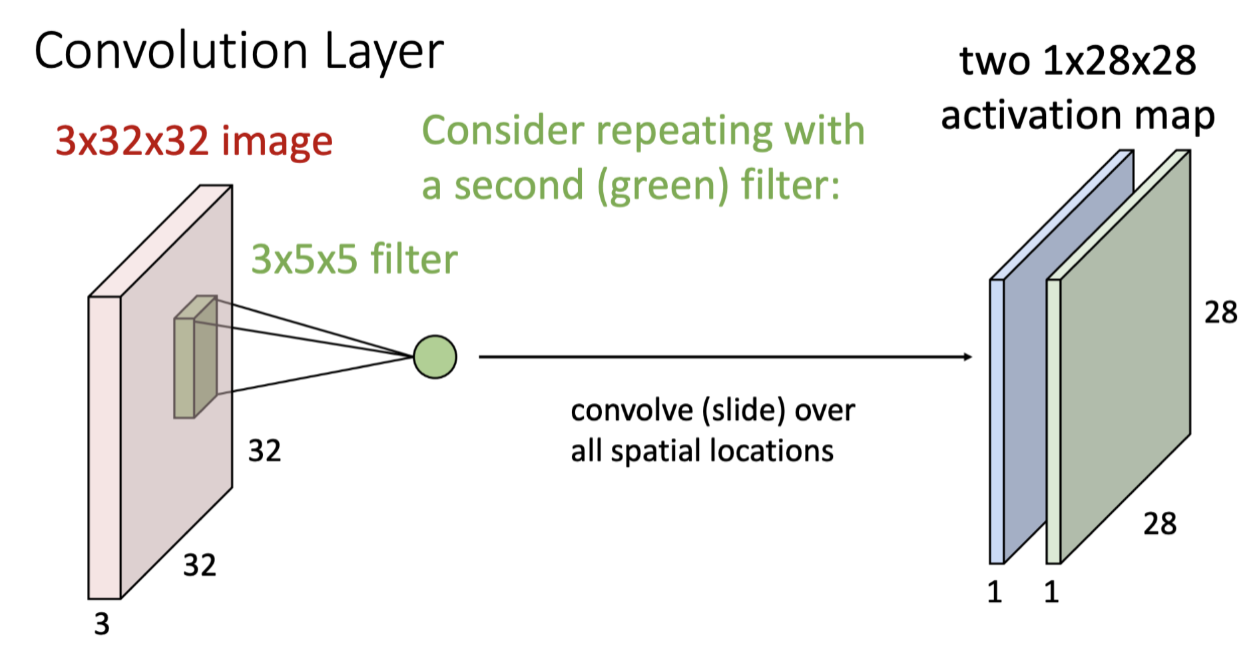 Convolution Layer
3x32x32 image
Consider repeating with
a second (green) filter:
two 1x28x28
activation map
3x5x5 filter
32
32
3
convolve (slide) over
all spatial locations
28
28
1
1